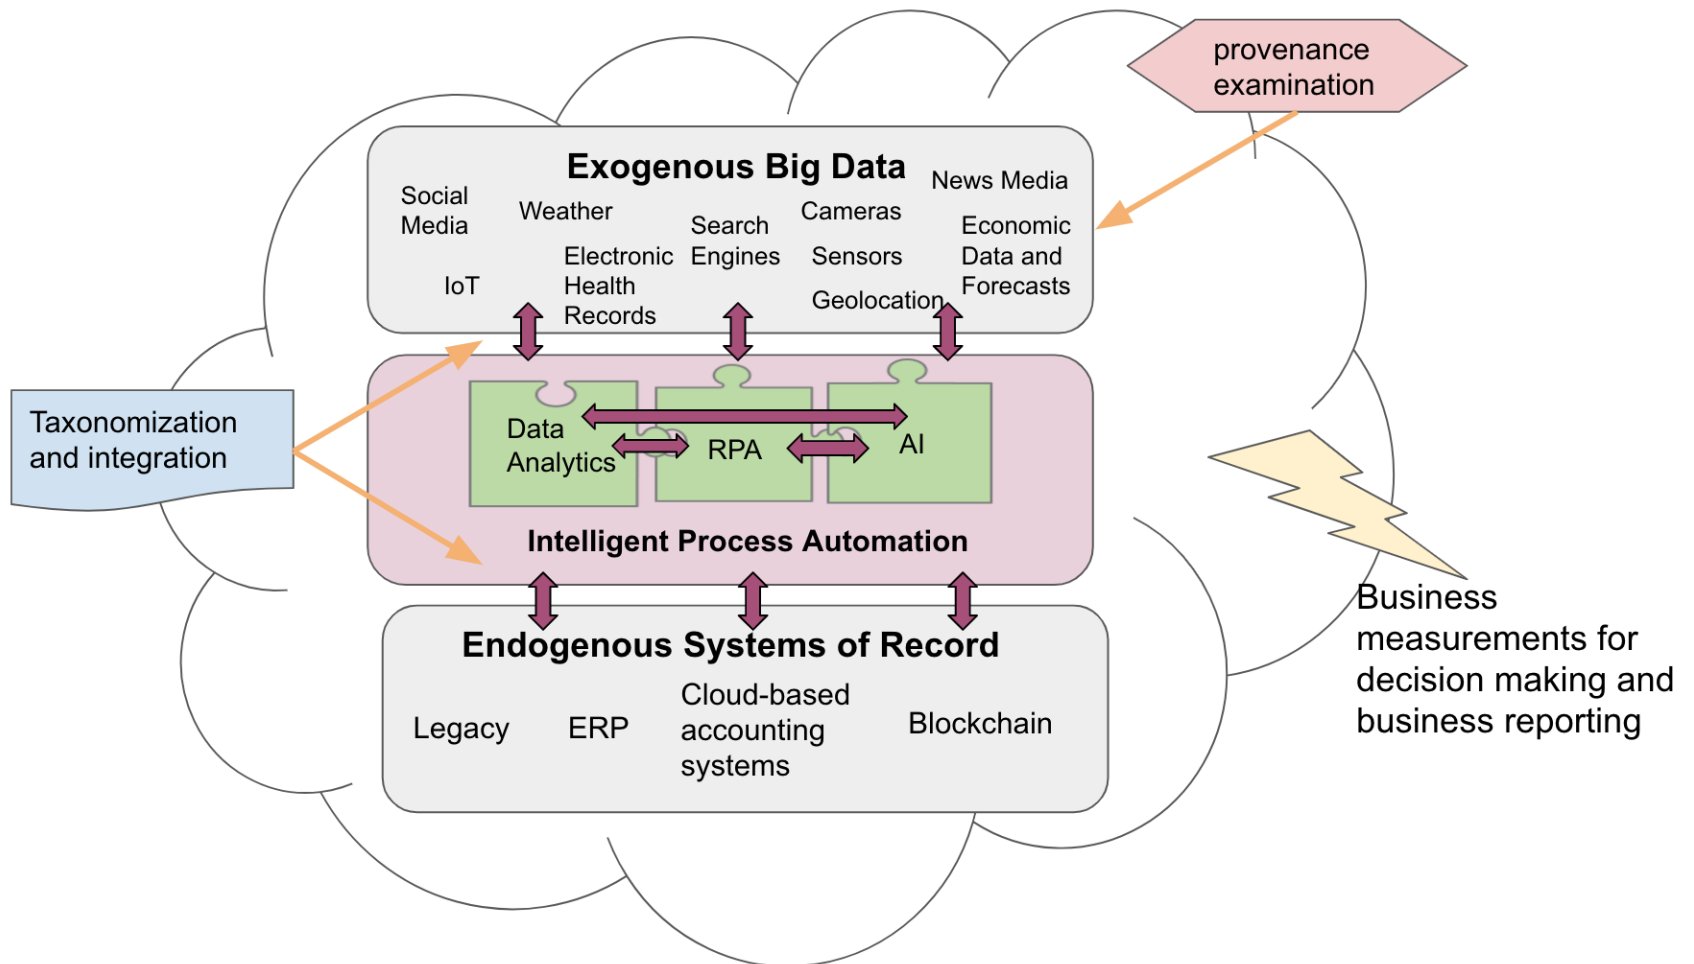 provenance
examination
Exogenous Big Data
News Media
Social
Media
Weather
Cameras
Search
Engines
Economic
Data and
Forecasts
Electronic
Health
Records
Sensors
IoT
Geolocation
Taxonomization
and integration
Data
Analytics
RPA
AI
Intelligent Process Automation
Business
measurements for
decision making and
business reporting
Endogenous Systems of Record
Legacy
ERP
Cloud-based
accounting
systems
Blockchain